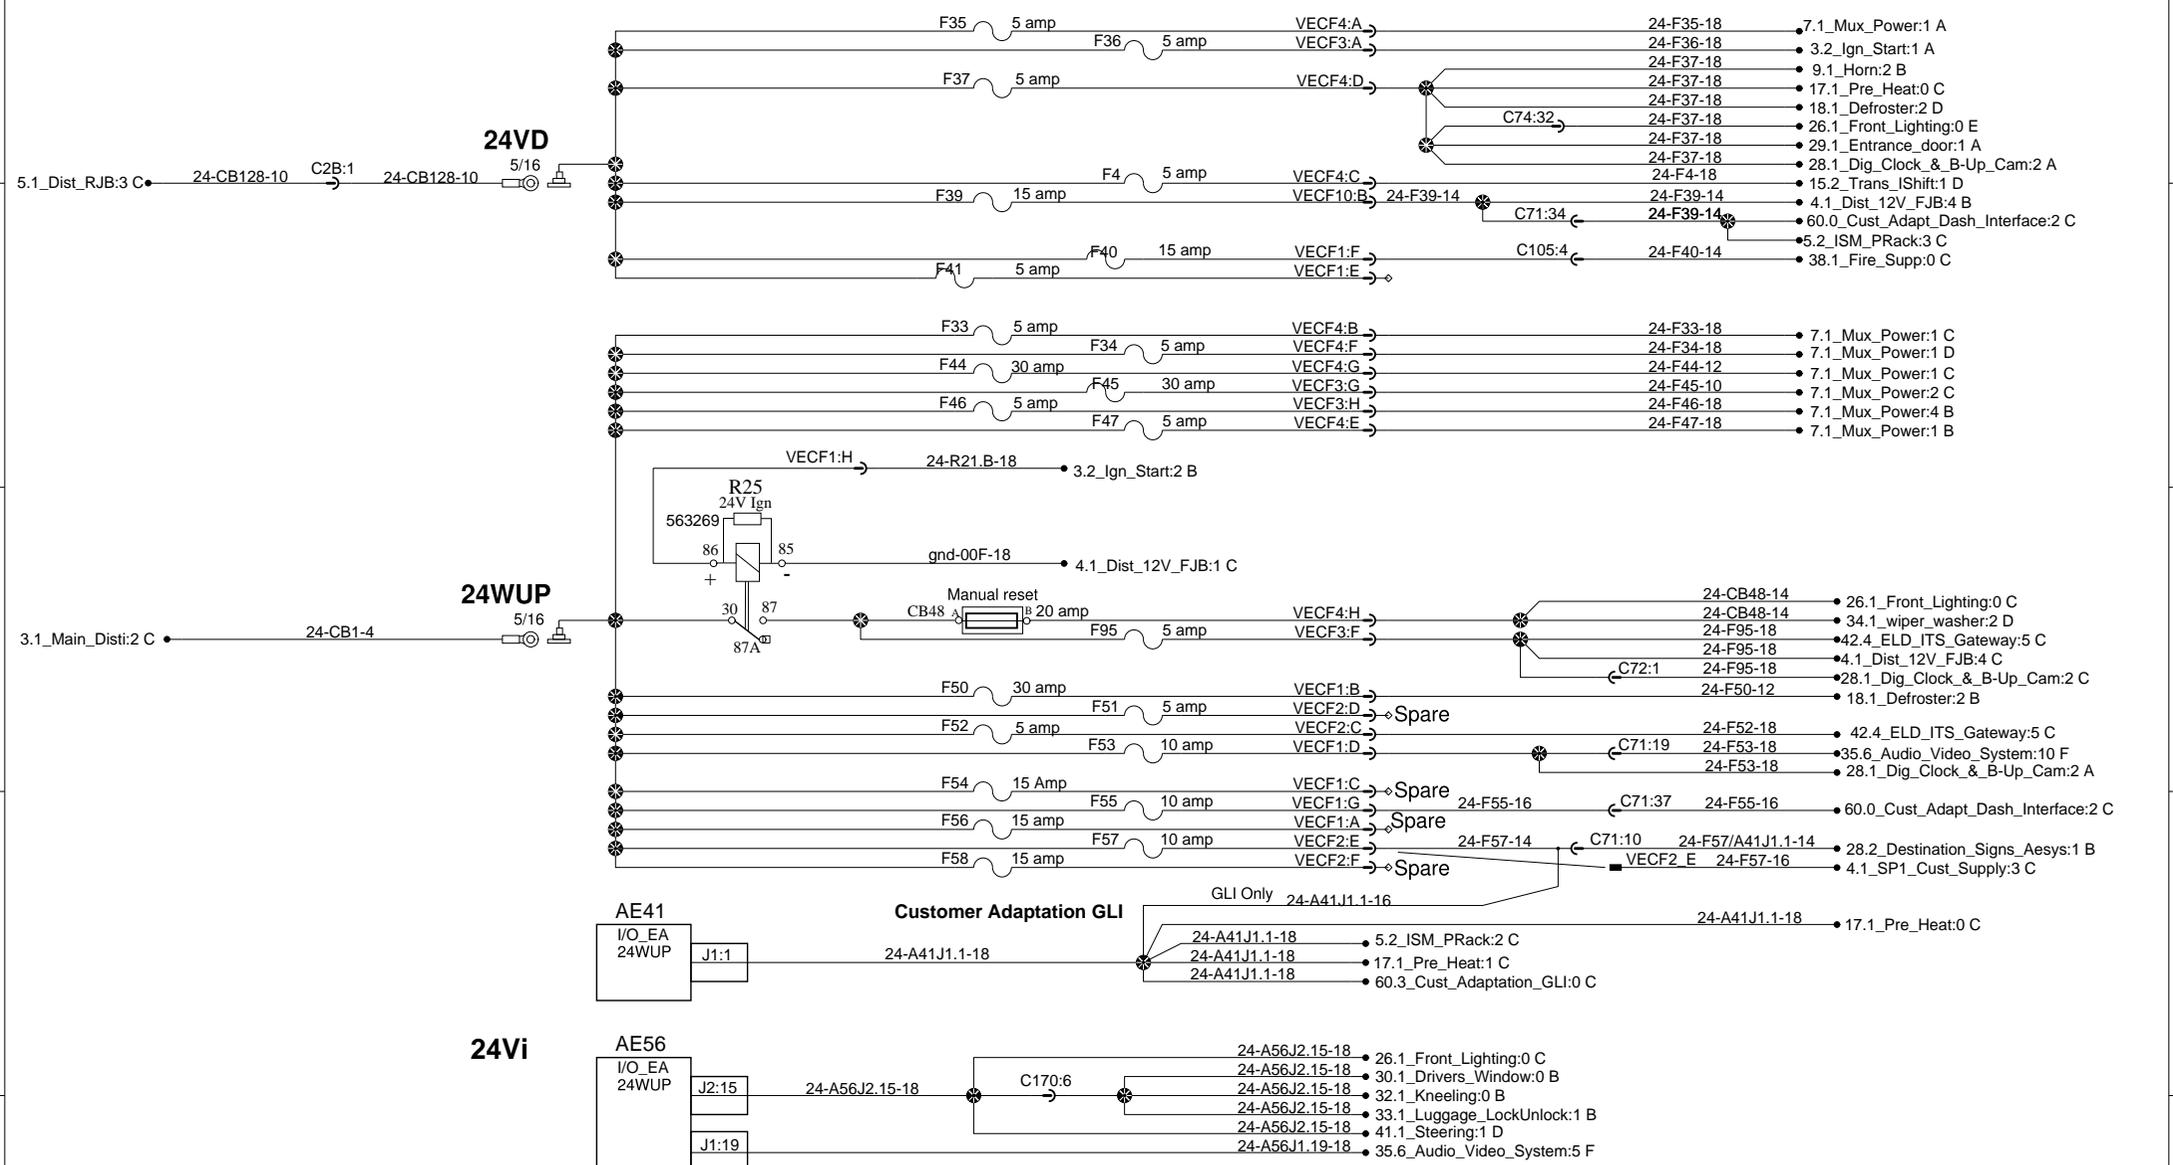 F35 5 amp VECF4:A 24-F35-18 7.1_Mux_Power:1 A
F36 5 amp VECF3:A 24-F36-18 3.2_Ign_Start:1 A
24-F37-18 9.1_Horn:2 B
F37 5 amp VECF4:D 24-F37-18 17.1_Pre_Heat:0 C
24-F37-18 18.1_Defroster:2 D
C74:32 24-F37-18 26.1_Front_Lighting:0 E
24VD 24-F37-18 29.1_Entrance_door:1 A
5/16 24-F37-18 28.1_Dig_Clock_&_B-Up_Cam:2 A
5.1_Dist_RJB:3 C 24-CB128-10 C2B:1 24-CB128-10 F4 5 amp VECF4:C 24-F4-18 15.2_Trans_IShift:1 D
F39 15 amp VECF10:B 24-F39-14 24-F39-14 4.1_Dist_12V_FJB:4 B
C71:34 24-F39-14 60.0_Cust_Adapt_Dash_Interface:2 C
5.2_ISM_PRack:3 C
F40 15 amp VECF1:F C105:4 24-F40-14 38.1_Fire_Supp:0 C
F41 5 amp VECF1:E
F33 5 amp VECF4:B 24-F33-18 7.1_Mux_Power:1 C
F34 5 amp VECF4:F 24-F34-18 7.1_Mux_Power:1 D
F44 30 amp VECF4:G 24-F44-12 7.1_Mux_Power:1 C
F45 30 amp VECF3:G 24-F45-10 7.1_Mux_Power:2 C
F46 5 amp VECF3:H 24-F46-18 7.1_Mux_Power:4 B
F47 5 amp VECF4:E 24-F47-18 7.1_Mux_Power:1 B
VECF1:H 24-R21.B-18 3.2_Ign_Start:2 B
R25
24V Ign
563269
86 85 gnd-00F-18 4.1_Dist_12V_FJB:1 C
+ -
24WUP Manual reset 24-CB48-14 26.1_Front_Lighting:0 C
5/16 30 87 CB48 A B 20 amp VECF4:H 24-CB48-14 34.1_wiper_washer:2 D
3.1_Main_Disti:2 C 24-CB1-4 F95 5 amp VECF3:F 24-F95-18 42.4_ELD_ITS_Gateway:5 C
87A 24-F95-18 4.1_Dist_12V_FJB:4 C
C72:1 24-F95-18 28.1_Dig_Clock_&_B-Up_Cam:2 C
F50 30 amp VECF1:B 24-F50-12 18.1_Defroster:2 B
F51 5 amp VECF2:D Spare
F52 5 amp VECF2:C 24-F52-18 42.4_ELD_ITS_Gateway:5 C
F53 10 amp VECF1:D C71:19 24-F53-18 35.6_Audio_Video_System:10 F
24-F53-18 28.1_Dig_Clock_&_B-Up_Cam:2 A
F54 15 Amp VECF1:C Spare
F55 10 amp VECF1:G 24-F55-16 C71:37 24-F55-16 60.0_Cust_Adapt_Dash_Interface:2 C
F56 15 amp VECF1:A Spare
F57 10 amp VECF2:E 24-F57-14 C71:10 24-F57/A41J1.1-14 28.2_Destination_Signs_Aesys:1 B
F58 15 amp VECF2:F Spare VECF2_E 24-F57-16 4.1_SP1_Cust_Supply:3 C
GLI Only 24-A41J1.1-16
AE41 Customer Adaptation GLI
24-A41J1.1-18 17.1_Pre_Heat:0 C
I/O_EA 24-A41J1.1-18 5.2_ISM_PRack:2 C
24WUP J1:1 24-A41J1.1-18 24-A41J1.1-18 17.1_Pre_Heat:1 C
24-A41J1.1-18 60.3_Cust_Adaptation_GLI:0 C
24Vi AE56
I/O_EA 24-A56J2.15-18 26.1_Front_Lighting:0 C
24WUP 24-A56J2.15-18 30.1_Drivers_Window:0 B
J2:15 24-A56J2.15-18 C170:6 24-A56J2.15-18 32.1_Kneeling:0 B
24-A56J2.15-18 33.1_Luggage_LockUnlock:1 B
24-A56J2.15-18 41.1_Steering:1 D
J1:19 24-A56J1.19-18 35.6_Audio_Video_System:5 F